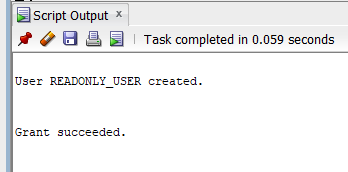 Script Output x
Task completed in 0.059 seconds
User READONLY_USER created.
Grant succeeded.